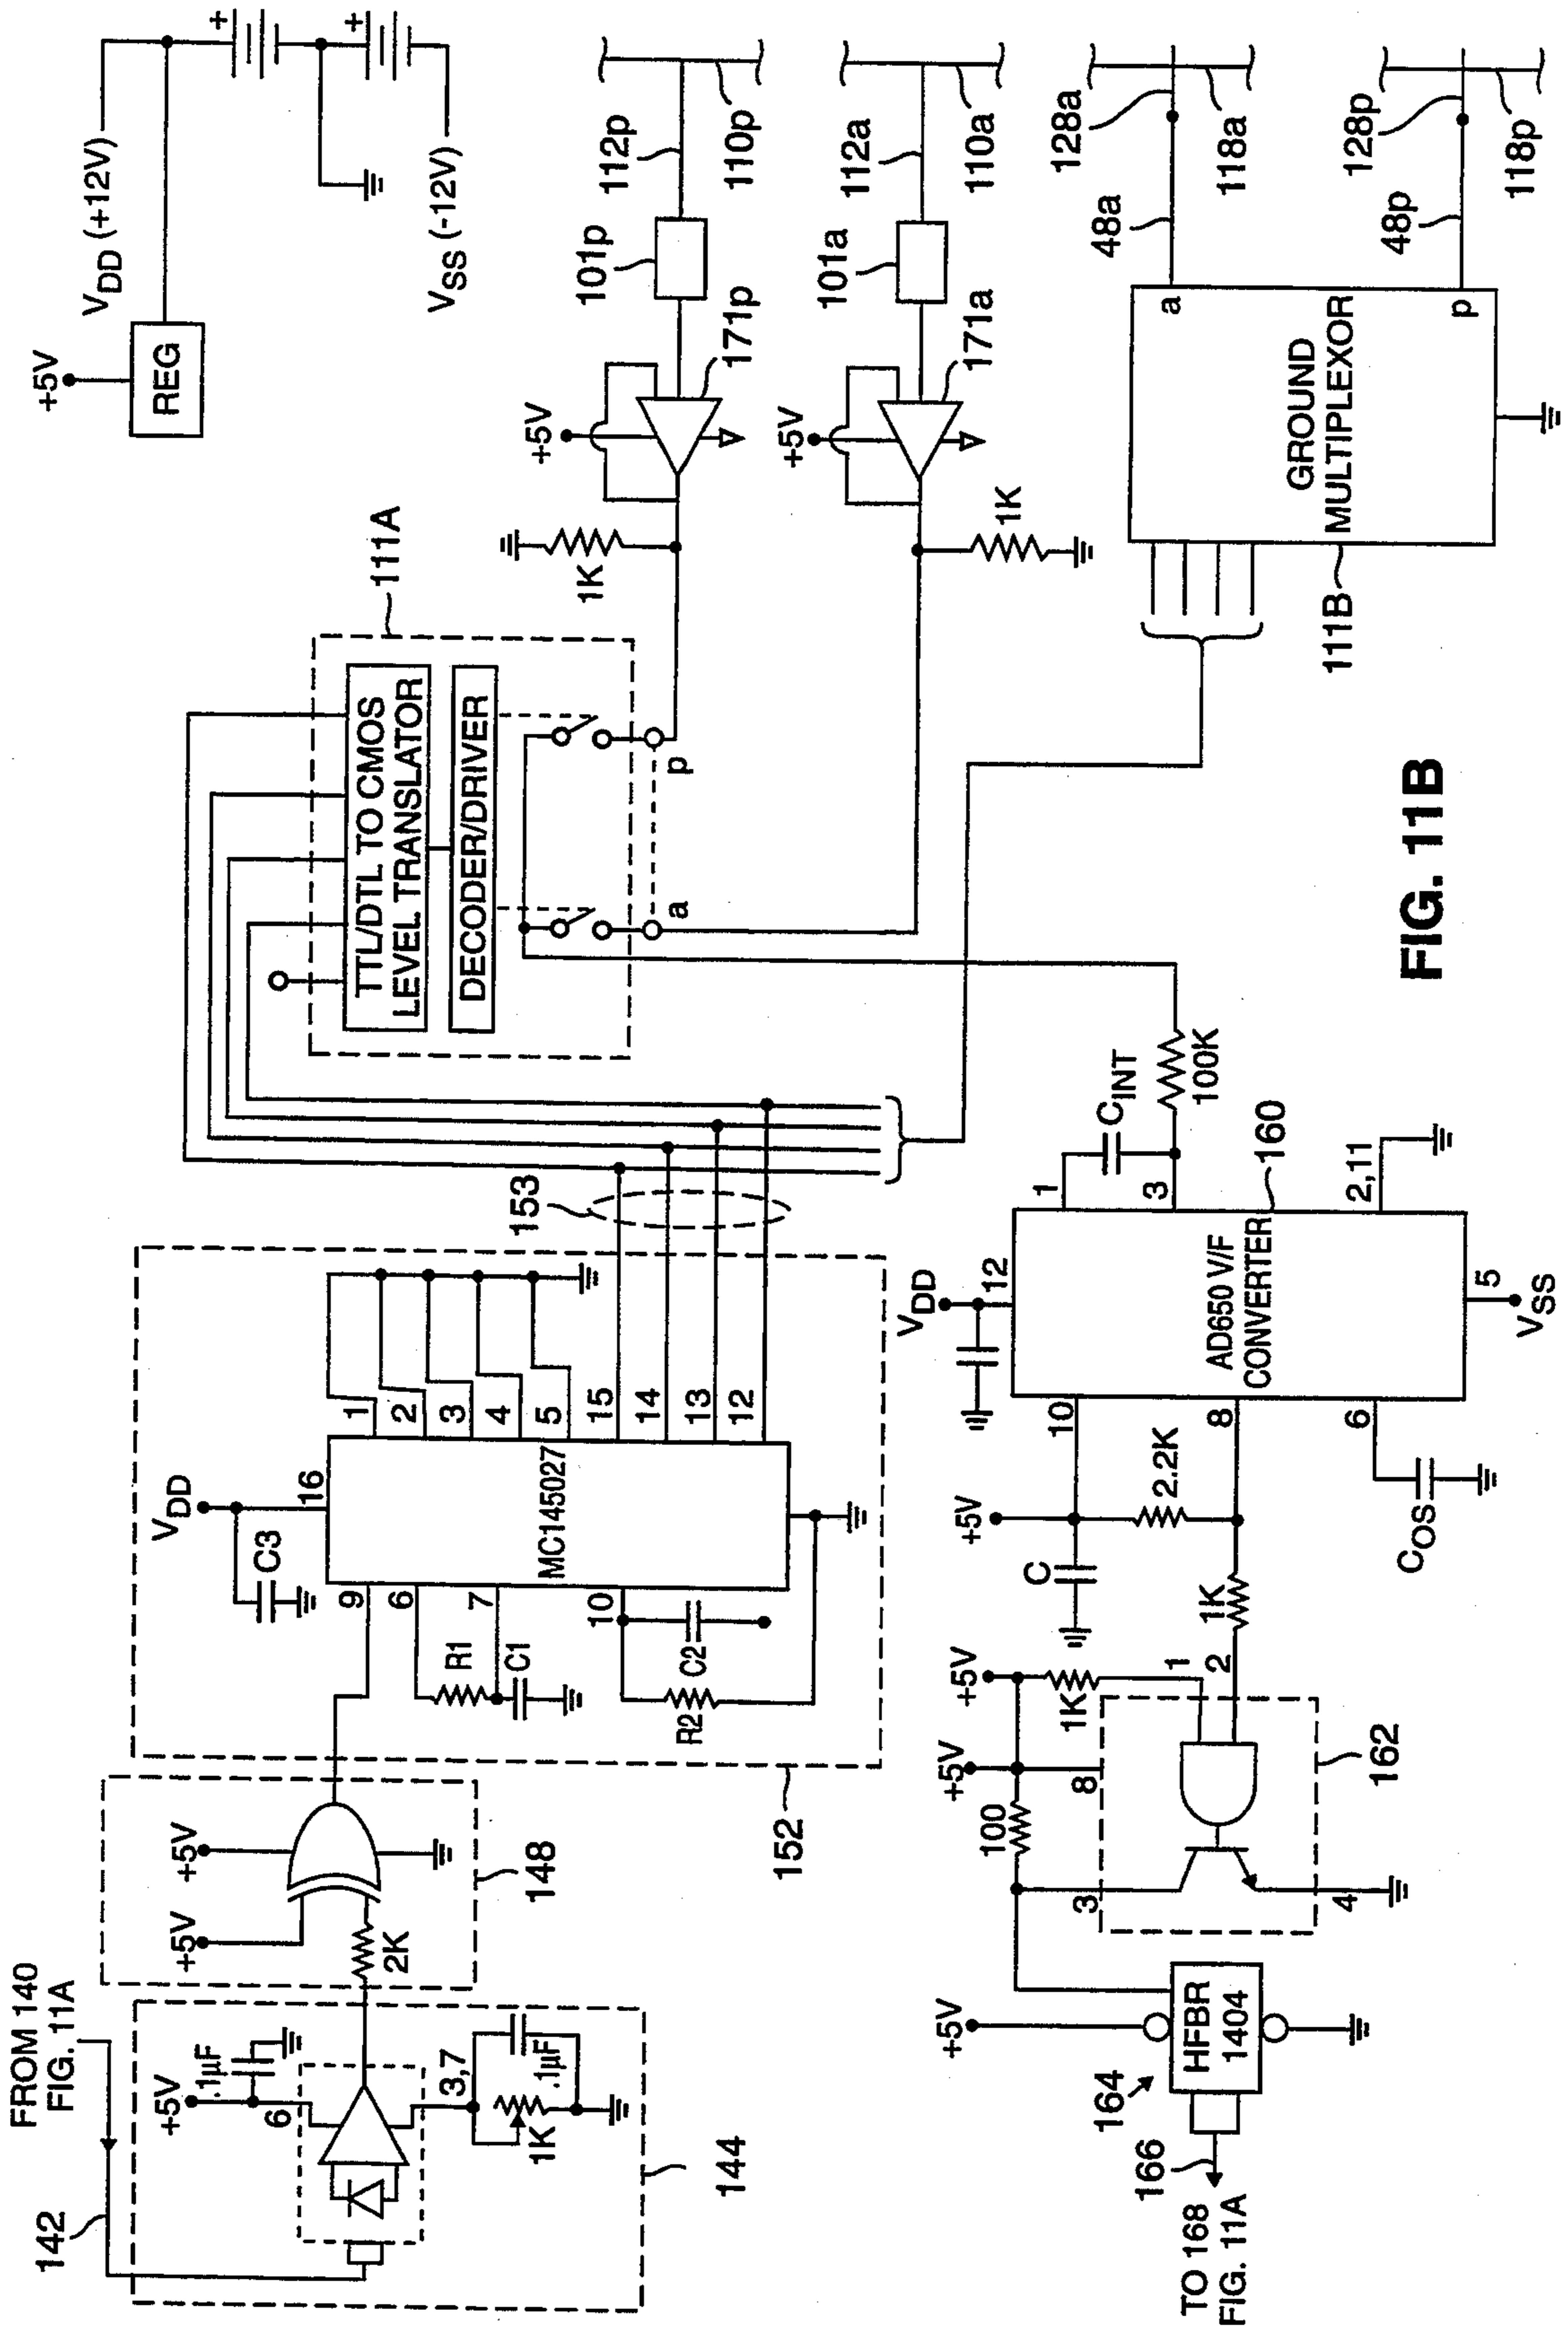 FROM 140
FIG. 11A
142
+5V
.1µF
6
3,7
1K
.1µF
144
+5V
+5V
2K
148
VDD
C3
16
9
6
7
10
R1
C1
R2
C2
MC145027
1
2
3
4
5
15
14
13
12
152
153
TTL/DTL TO CMOS
LEVEL TRANSLATOR
DECODER/DRIVER
111A
a
p
+5V
REG
VDD (+12V)
VSS (-12V)
+
+
1K
+5V
171p
101p
112p
110p
1K
+5V
171a
101a
112a
110a
GROUND
MULTIPLEXOR
a
p
111B
48a
128a
118a
48p
128p
118p
TO 168
FIG. 11A
166
164
HFBR
1404
+5V
3
100
+5V
8
+5V
1K
1
2
4
162
1K
+5V
C
2.2K
10
8
6
COS
AD650 V/F
CONVERTER
VDD
12
5
VSS
1
3
2,11
CINT
100K
160
FIG. 11B